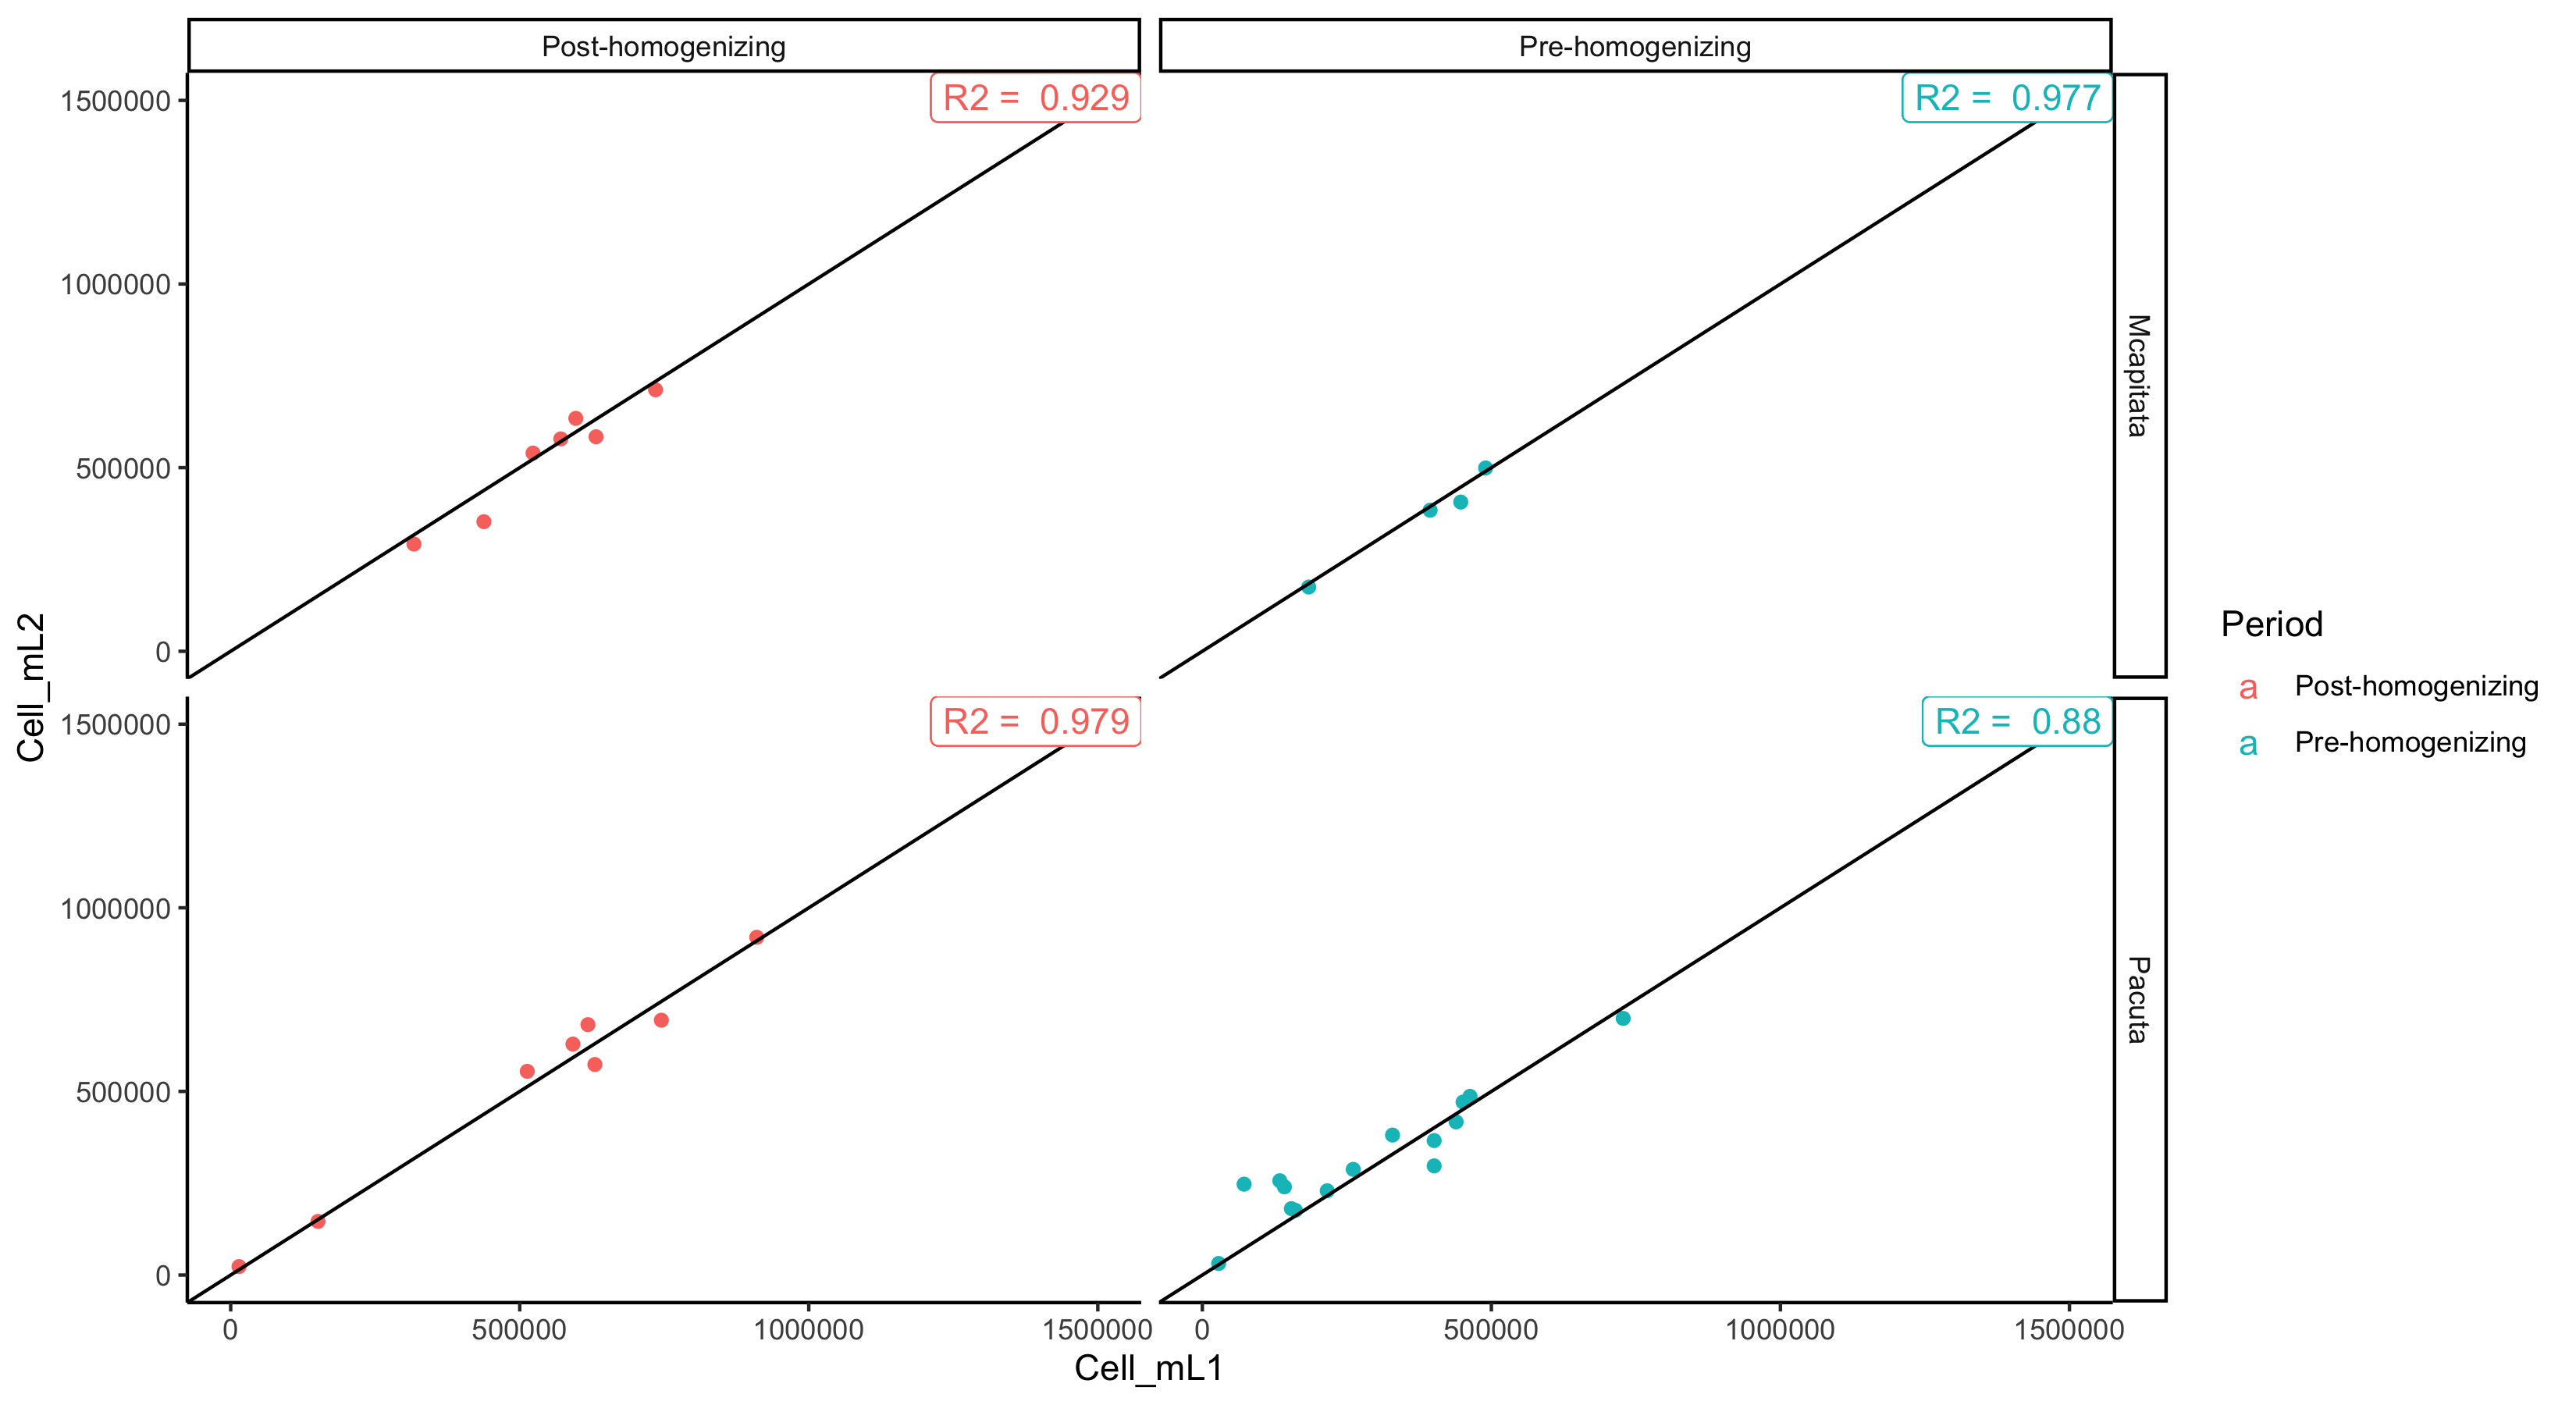 Post-homogenizing
Pre-homogenizing
R2 =  0.929
R2 =  0.977
1500000
1000000
500000
0
Mcapitata
Cell_mL2
R2 =  0.979
R2 =  0.88
1500000
1000000
500000
0
Pacuta
0
500000
1000000
1500000
0
500000
1000000
1500000
Cell_mL1
Period
a Post-homogenizing
a Pre-homogenizing